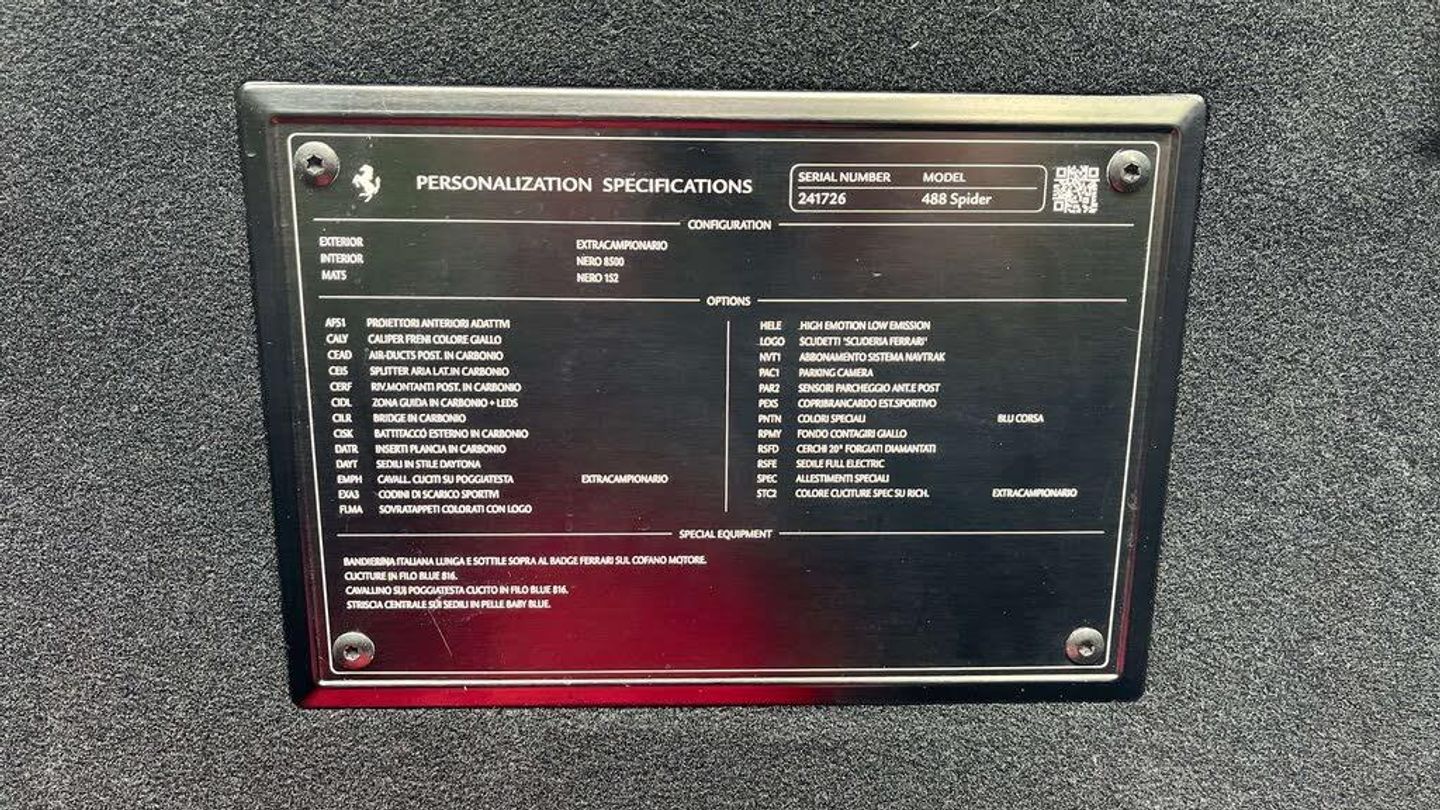 PERSONALIZATION SPECIFICATIONS
SERIAL NUMBER MODEL
241726 488 Spider
CONFIGURATION
EXTERIOR EXTRACAMPIONARIO
INTERIOR NERO 8500
MATS NERO 152
OPTIONS
AFS1 PROIETTORI ANTERIORI ADATTIVI
CALY CALIPER FRENI COLORE GIALLO
CEAD AIR-DUCTS POST. IN CARBONIO
CEIS SPLITTER ARIA LAT.IN CARBONIO
CERF RIV.MONTANTI POST. IN CARBONIO
CIDL ZONA GUIDA IN CARBONIO + LEDS
CILR BRIDGE IN CARBONIO
CISK BATTITACCO ESTERNO IN CARBONIO
DATR INSERTI PLANCIA IN CARBONIO
DAYT SEDILI IN STILE DAYTONA
EMPH CAVALL. CUCITI SU POGGIATESTA EXTRACAMPIONARIO
EXA3 CODINI DI SCARICO SPORTIVI
FLMA SOVRATAPPETI COLORATI CON LOGO
HELE .HIGH EMOTION LOW EMISSION
LOGO SCUDETTI "SCUDERIA FERRARI"
NVT1 ABBONAMENTO SISTEMA NAVTRAK
PAC1 PARKING CAMERA
PAR2 SENSORI PARCHEGGIO ANT.E POST
PEXS COPRIBRANCARDO EST.SPORTIVO
PNTN COLORI SPECIALI BLU CORSA
RPMY FONDO CONTAGIRI GIALLO
RSFD CERCHI 20" FORGIATI DIAMANTATI
RSFE SEDILE FULL ELECTRIC
SPEC ALLESTIMENTI SPECIALI
STC2 COLORE CUCITURE SPEC SU RICH. EXTRACAMPIONARIO
SPECIAL EQUIPMENT
BANDIERINA ITALIANA LUNGA E SOTTILE SOPRA AL BADGE FERRARI SUL COFANO MOTORE.
CUCITURE IN FILO BLUE 816.
CAVALLINO SUI POGGIATESTA CUCITO IN FILO BLUE 816.
STRISCIA CENTRALE SUI SEDILI IN PELLE BABY BLUE.